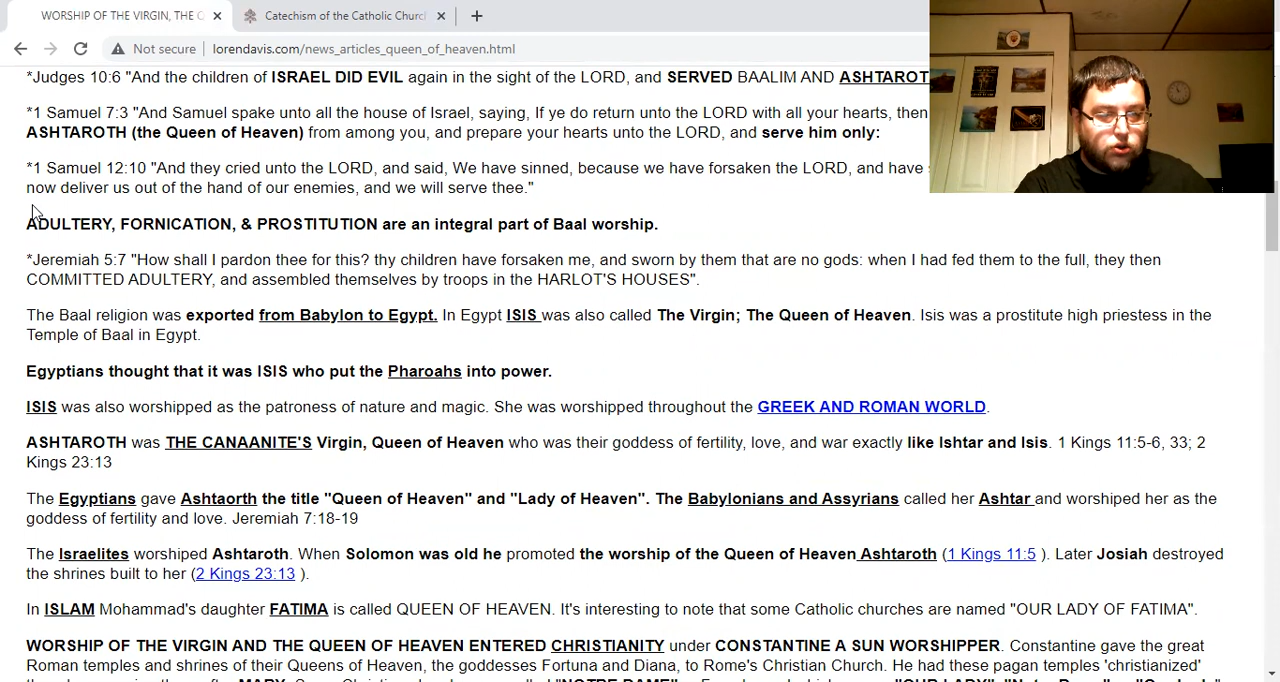 WORSHIP OF THE VIRGIN, THE
Catechism of the Catholic Churc
Not secure lorendavis.com/news_articles_queen_of_heaven.html
*Judges 10:6 "And the children of ISRAEL DID EVIL again in the sight of the LORD, and SERVED BAALIM AND ASHTAROT
*1 Samuel 7:3 "And Samuel spake unto all the house of Israel, saying, If ye do return unto the LORD with all your hearts, then
ASHTAROTH (the Queen of Heaven) from among you, and prepare your hearts unto the LORD, and serve him only:
*1 Samuel 12:10 "And they cried unto the LORD, and said, We have sinned, because we have forsaken the LORD, and have
now deliver us out of the hand of our enemies, and we will serve thee."
ADULTERY, FORNICATION, & PROSTITUTION are an integral part of Baal worship.
*Jeremiah 5:7 "How shall I pardon thee for this? thy children have forsaken me, and sworn by them that are no gods: when I had fed them to the full, they then
COMMITTED ADULTERY, and assembled themselves by troops in the HARLOT'S HOUSES".
The Baal religion was exported from Babylon to Egypt. In Egypt ISIS was also called The Virgin; The Queen of Heaven. Isis was a prostitute high priestess in the
Temple of Baal in Egypt.
Egyptians thought that it was ISIS who put the Pharoahs into power.
ISIS was also worshipped as the patroness of nature and magic. She was worshipped throughout the GREEK AND ROMAN WORLD.
ASHTAROTH was THE CANAANITE'S Virgin, Queen of Heaven who was their goddess of fertility, love, and war exactly like Ishtar and Isis. 1 Kings 11:5-6, 33; 2
Kings 23:13
The Egyptians gave Ashtaorth the title "Queen of Heaven" and "Lady of Heaven". The Babylonians and Assyrians called her Ashtar and worshiped her as the
goddess of fertility and love. Jeremiah 7:18-19
The Israelites worshiped Ashtaroth. When Solomon was old he promoted the worship of the Queen of Heaven Ashtaroth (1 Kings 11:5 ). Later Josiah destroyed
the shrines built to her (2 Kings 23:13 ).
In ISLAM Mohammad's daughter FATIMA is called QUEEN OF HEAVEN. It's interesting to note that some Catholic churches are named "OUR LADY OF FATIMA".
WORSHIP OF THE VIRGIN AND THE QUEEN OF HEAVEN ENTERED CHRISTIANITY under CONSTANTINE A SUN WORSHIPPER. Constantine gave the great
Roman temples and shrines of their Queens of Heaven, the goddesses Fortuna and Diana, to Rome's Christian Church. He had these pagan temples 'christianized'